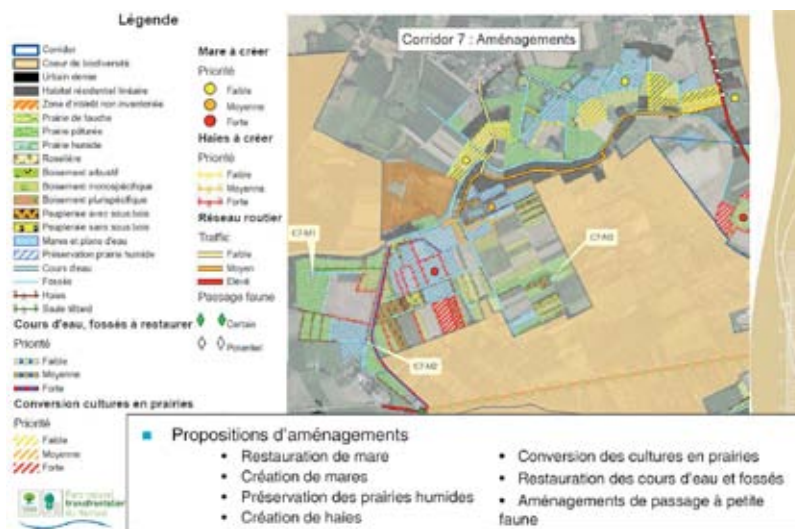 Légende
Corridor
Coeur de biodiversité
Urbain dense
Habitat résidentiel linéaire
Zone d'intérêt non inventoriée
Prairie de fauche
Prairie pâturée
Prairie humide
Roselière
Boisement arbustif
Boisement monospécifique
Boisement plurispécifique
Peupleraie avec sous bois
Peupleraie sans sous bois
Mares et plans d'eau
Préservation prairie humide
Cours d'eau
Fossés
Haies
Saule têtard
Cours d'eau, fossés à restaurer
Priorité
Faible
Moyenne
Forte
Conversion cultures en prairies
Priorité
Faible
Moyenne
Forte
Mare à créer
Priorité
Faible
Moyenne
Forte
Haies à créer
Priorité
Faible
Moyenne
Forte
Réseau routier
Traffic
Faible
Moyen
Elevé
Passage faune
Certain
Potentiel
Corridor 7 : Aménagements
C7-M1
C7-M2
C7-M3
Parc naturel
transfrontalier
du Hainaut
Propositions d'aménagements
• Restauration de mare
• Création de mares
• Préservation des prairies humides
• Création de haies
• Conversion des cultures en prairies
• Restauration des cours d'eau et fossés
• Aménagements de passage à petite
faune